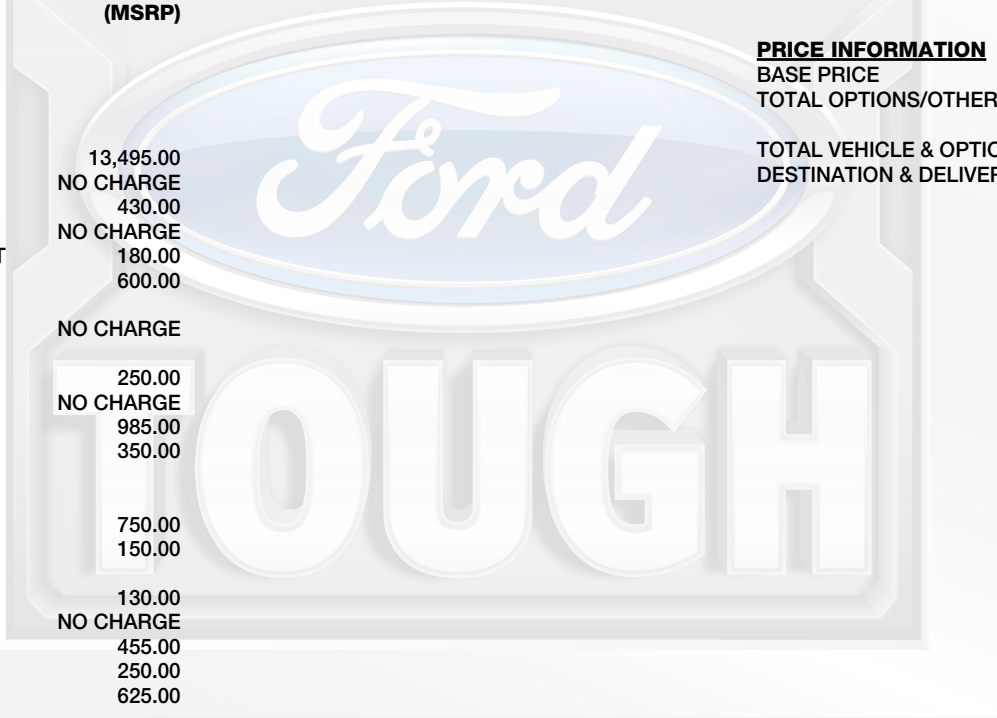 (MSRP)
PRICE INFORMATION
BASE PRICE
TOTAL OPTIONS/OTHER
TOTAL VEHICLE & OPTIO
DESTINATION & DELIVER
13,495.00
NO CHARGE
430.00
NO CHARGE
T 180.00
600.00
NO CHARGE
250.00
NO CHARGE
985.00
350.00
750.00
150.00
130.00
NO CHARGE
455.00
250.00
625.00
Ford
TOUGH